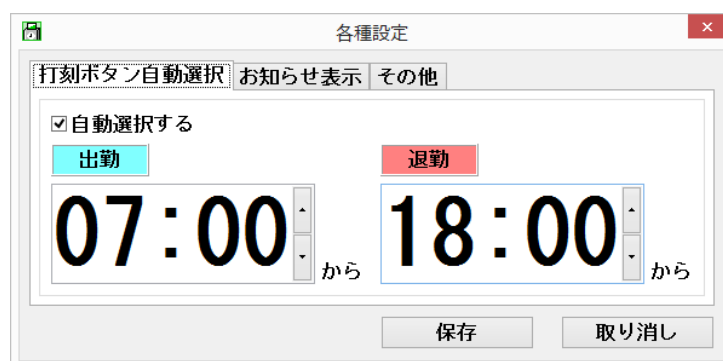 各種設定
打刻ボタン自動選択 お知らせ表示 その他
自動選択する
出勤 退勤
07:00 から 18:00 から
保存 取り消し